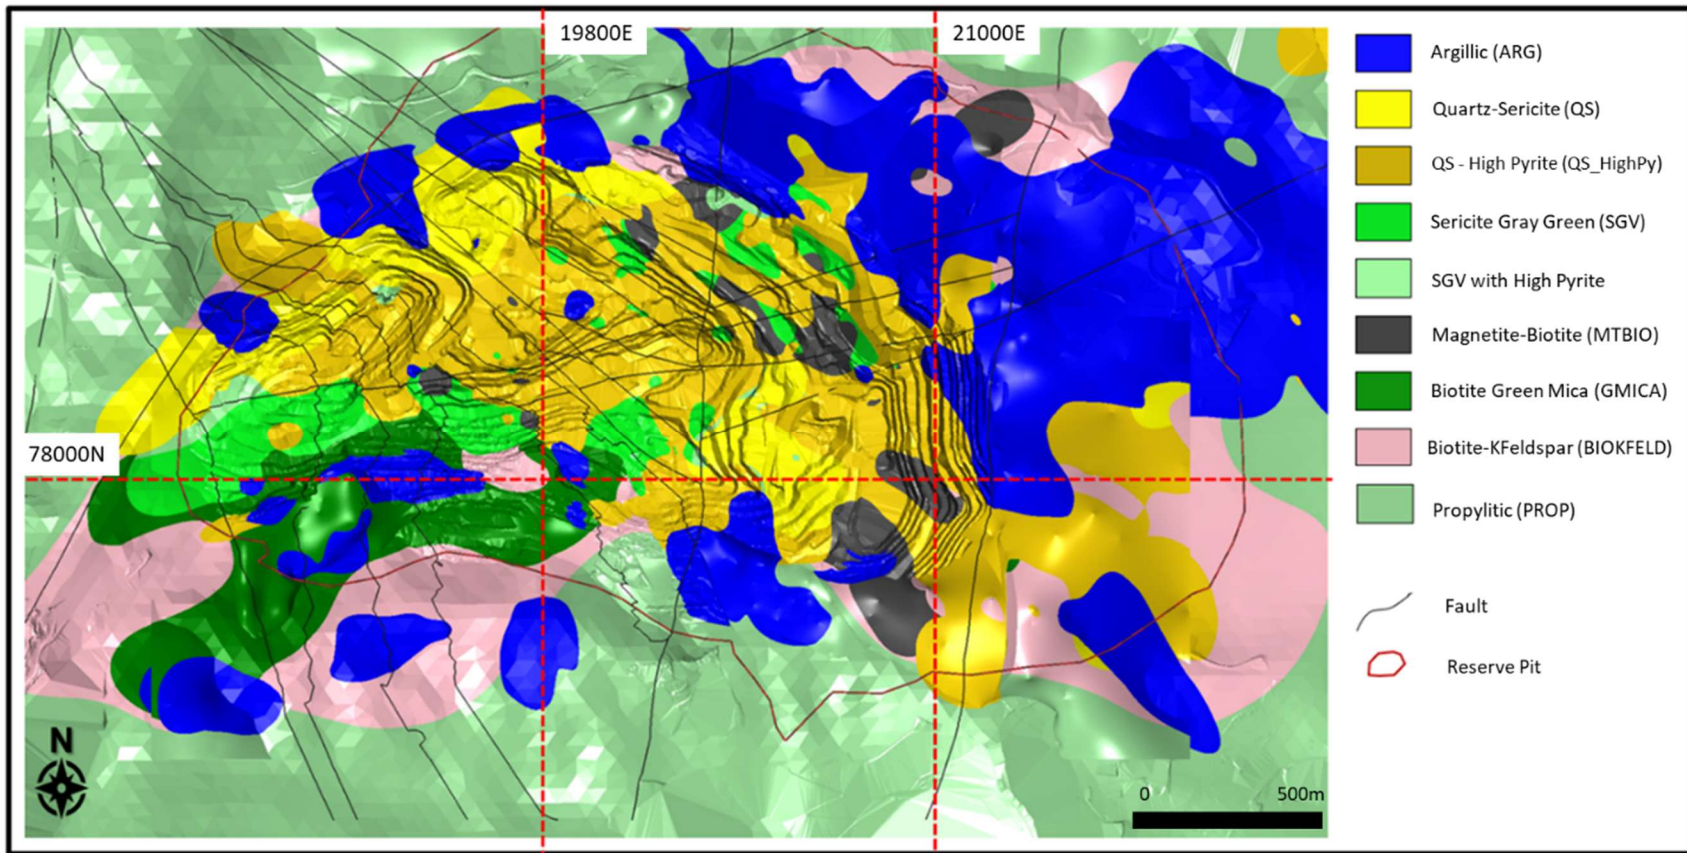 19800E
21000E
78000N
N
0 500m
Argillic (ARG)
Quartz-Sericite (QS)
QS - High Pyrite (QS_HighPy)
Sericite Gray Green (SGV)
SGV with High Pyrite
Magnetite-Biotite (MTBIO)
Biotite Green Mica (GMICA)
Biotite-KFeldspar (BIOKFELD)
Propylitic (PROP)
Fault
Reserve Pit